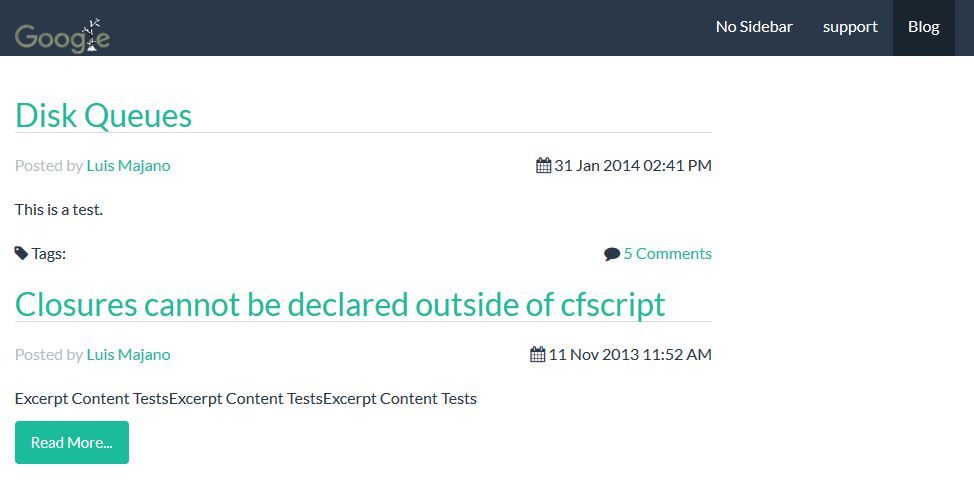 Google
No Sidebar support Blog
Disk Queues
Posted by Luis Majano 31 Jan 2014 02:41 PM
This is a test.
Tags: 5 Comments
Closures cannot be declared outside of cfscript
Posted by Luis Majano 11 Nov 2013 11:52 AM
Excerpt Content TestsExcerpt Content TestsExcerpt Content Tests
Read More...